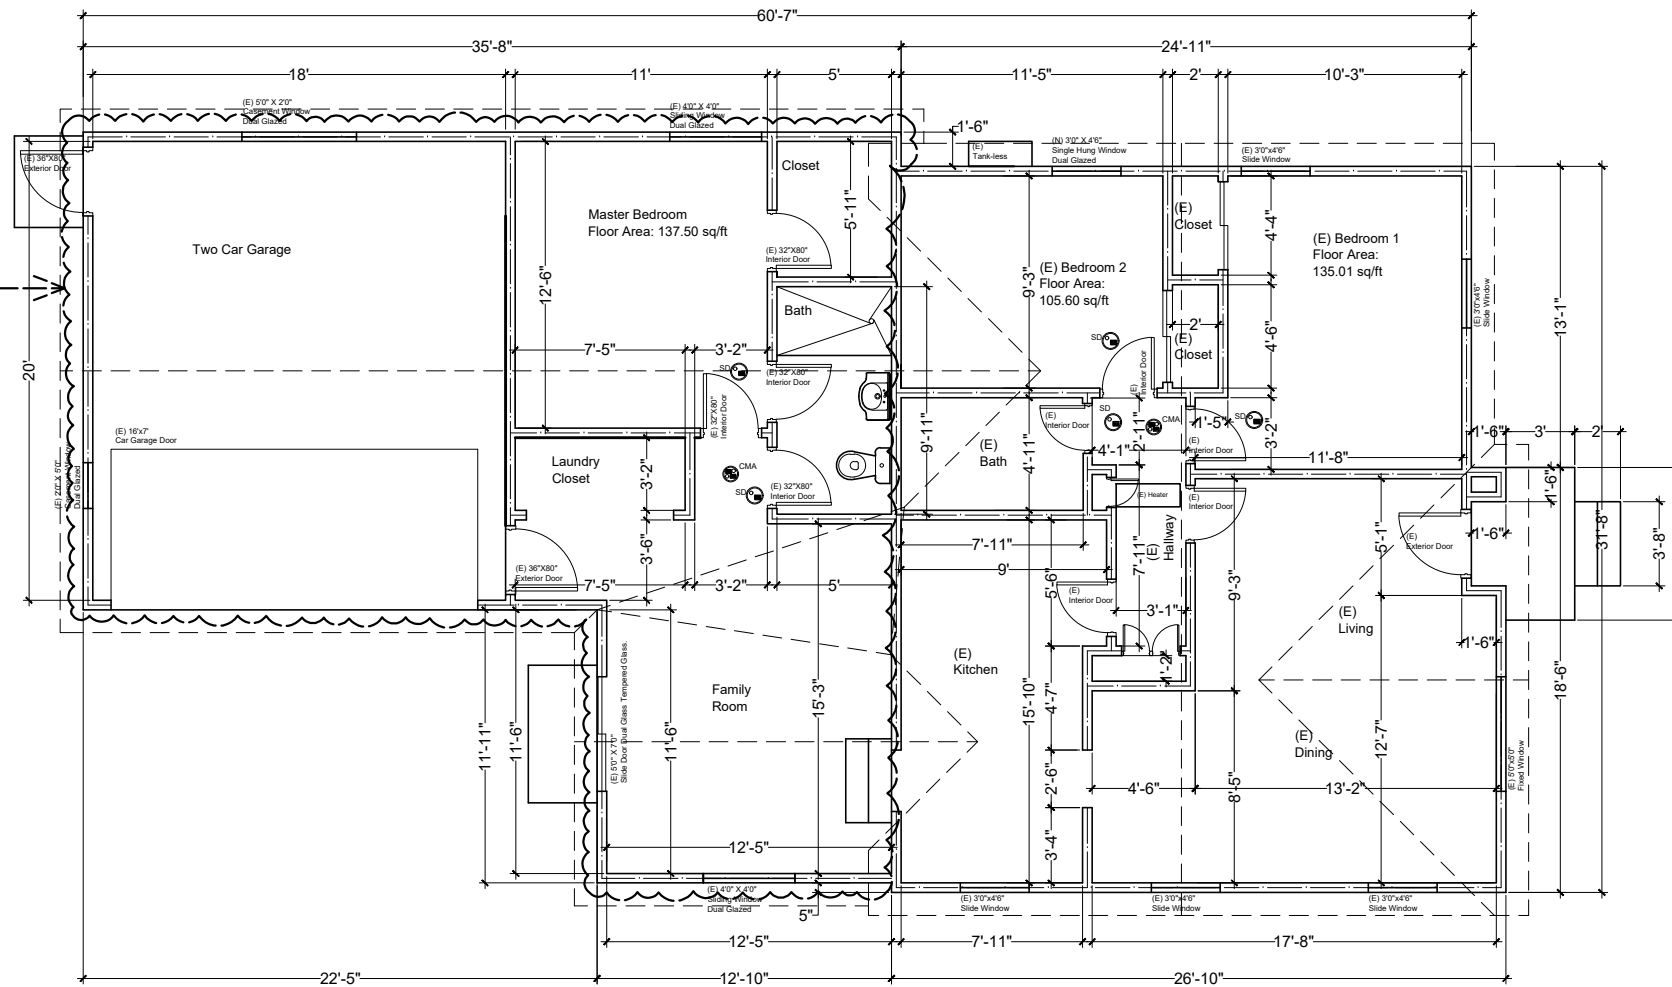 60'-7"
35'-8"
24'-11"
18'
11'
5'
11'-5"
2'
10'-3"
(E) 5'0" X 2'0"
Casement Window
Dual Glazed
(E) 4'0" X 4'0"
Sliding Window
Dual Glazed
1'-6"
(E)
Tank-less
(N) 3'0" X 4'6"
Single Hung Window
Dual Glazed
(E) 3'0"x4'6"
Slide Window
(E) 36"X80"
Exterior Door
Two Car Garage
Master Bedroom
Floor Area: 137.50 sq/ft
Closet
5'-11"
(E) 32"X80"
Interior Door
12'-6"
Bath
(E)
Closet
4'-4"
(E) Bedroom 1
Floor Area:
135.01 sq/ft
(E) Bedroom 2
Floor Area:
105.60 sq/ft
9'-3"
(E) 3'0"x4'6"
Slide Window
13'-1"
20'
7'-5"
3'-2"
SD
(E) 32"X80"
Interior Door
(E) 32"X80"
Interior Door
SD
2'
(E)
Closet
4'-6"
(E)
Interior Door
(E) 16'x7'
Car Garage Door
Laundry
Closet
3'-2"
CMA
SD
(E) 32"X80"
Interior Door
9'-11"
(E)
Bath
4'-11"
(E)
Interior Door
SD
CMA
4'-1"
2'-11"
1'-5"
SD
(E)
Interior Door
3'-2"
11'-8"
1'-6"
3'
2'
1'-6"
(E) Heater
(E)
Interior Door
(E) 2'0" X 5'0"
Casement Window
Dual Glazed
3'-6"
(E) 36"X80"
Exterior Door
7'-5"
3'-2"
5'
7'-11"
9'
5'-6"
7'-11"
(E)
Hallway
5'-1"
(E)
Exterior Door
1'-6"
31'-8"
3'-8"
(E)
Interior Door
3'-1"
9'-3"
(E)
Living
1'-6"
1'-2"
(E)
Kitchen
Family
Room
15'-3"
15'-10"
4'-7"
18'-6"
11'-11"
11'-6"
(E) 5'0" X 7'0"
Slide Door Dual Glass Tempered Glass.
11'-6"
(E)
Dining
12'-7"
2'-6"
4'-6"
8'-5"
13'-2"
(E) 5'0"x5'0"
Fixed Window
3'-4"
12'-5"
(E) 4'0" X 4'0"
Sliding Window
Dual Glazed
5"
(E) 3'0"x4'6"
Slide Window
(E) 3'0"x4'6"
Slide Window
(E) 3'0"x4'6"
Slide Window
12'-5"
7'-11"
17'-8"
22'-5"
12'-10"
26'-10"